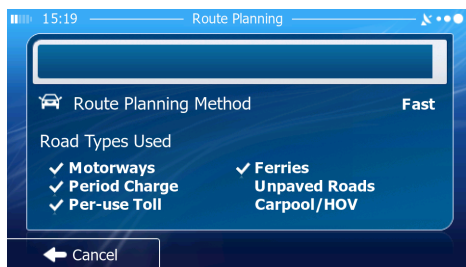 15:19 Route Planning
Route Planning Method Fast
Road Types Used
Motorways Ferries
Period Charge Unpaved Roads
Per-use Toll Carpool/HOV
Cancel